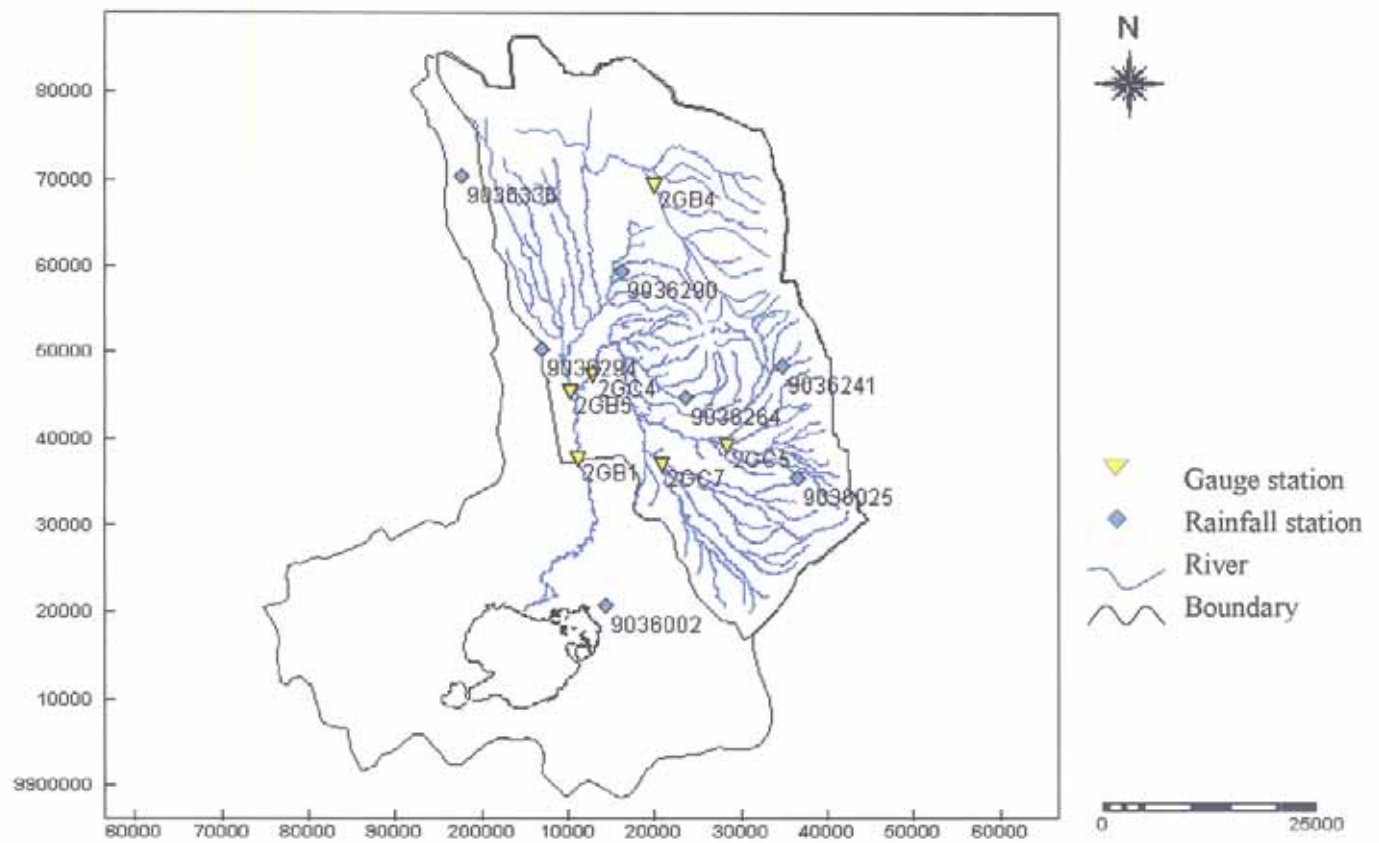 N
80000
70000
60000
50000
40000
30000
20000
10000
9900000
9036336
2GB4
9036290
9036294
2GC4
2GB5
9036241
9036264
2GC5
2GB1
2GC7
9036025
9036002
Gauge station
Rainfall station
River
Boundary
0 25000
60000 70000 80000 90000 200000 10000 20000 30000 40000 50000 60000